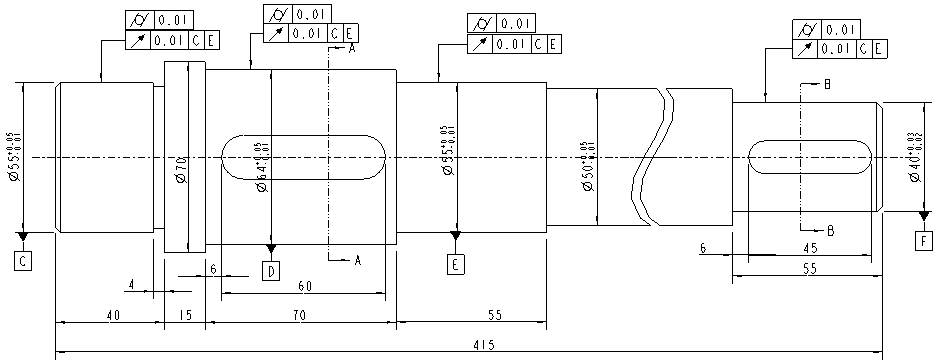 ⌭ 0.01
↗ 0.01 C E
⌭ 0.01
↗ 0.01 C E
⌭ 0.01
↗ 0.01 C E
⌭ 0.01
↗ 0.01 C E
A
B
Ø55+0.05 -0.01
Ø70
Ø64+0.05 -0.01
Ø55+0.05 -0.01
Ø50+0.05 -0.01
Ø40+0.03 -0.02
A
B
C
D
E
F
6
6
45
4
60
55
40
15
70
55
415